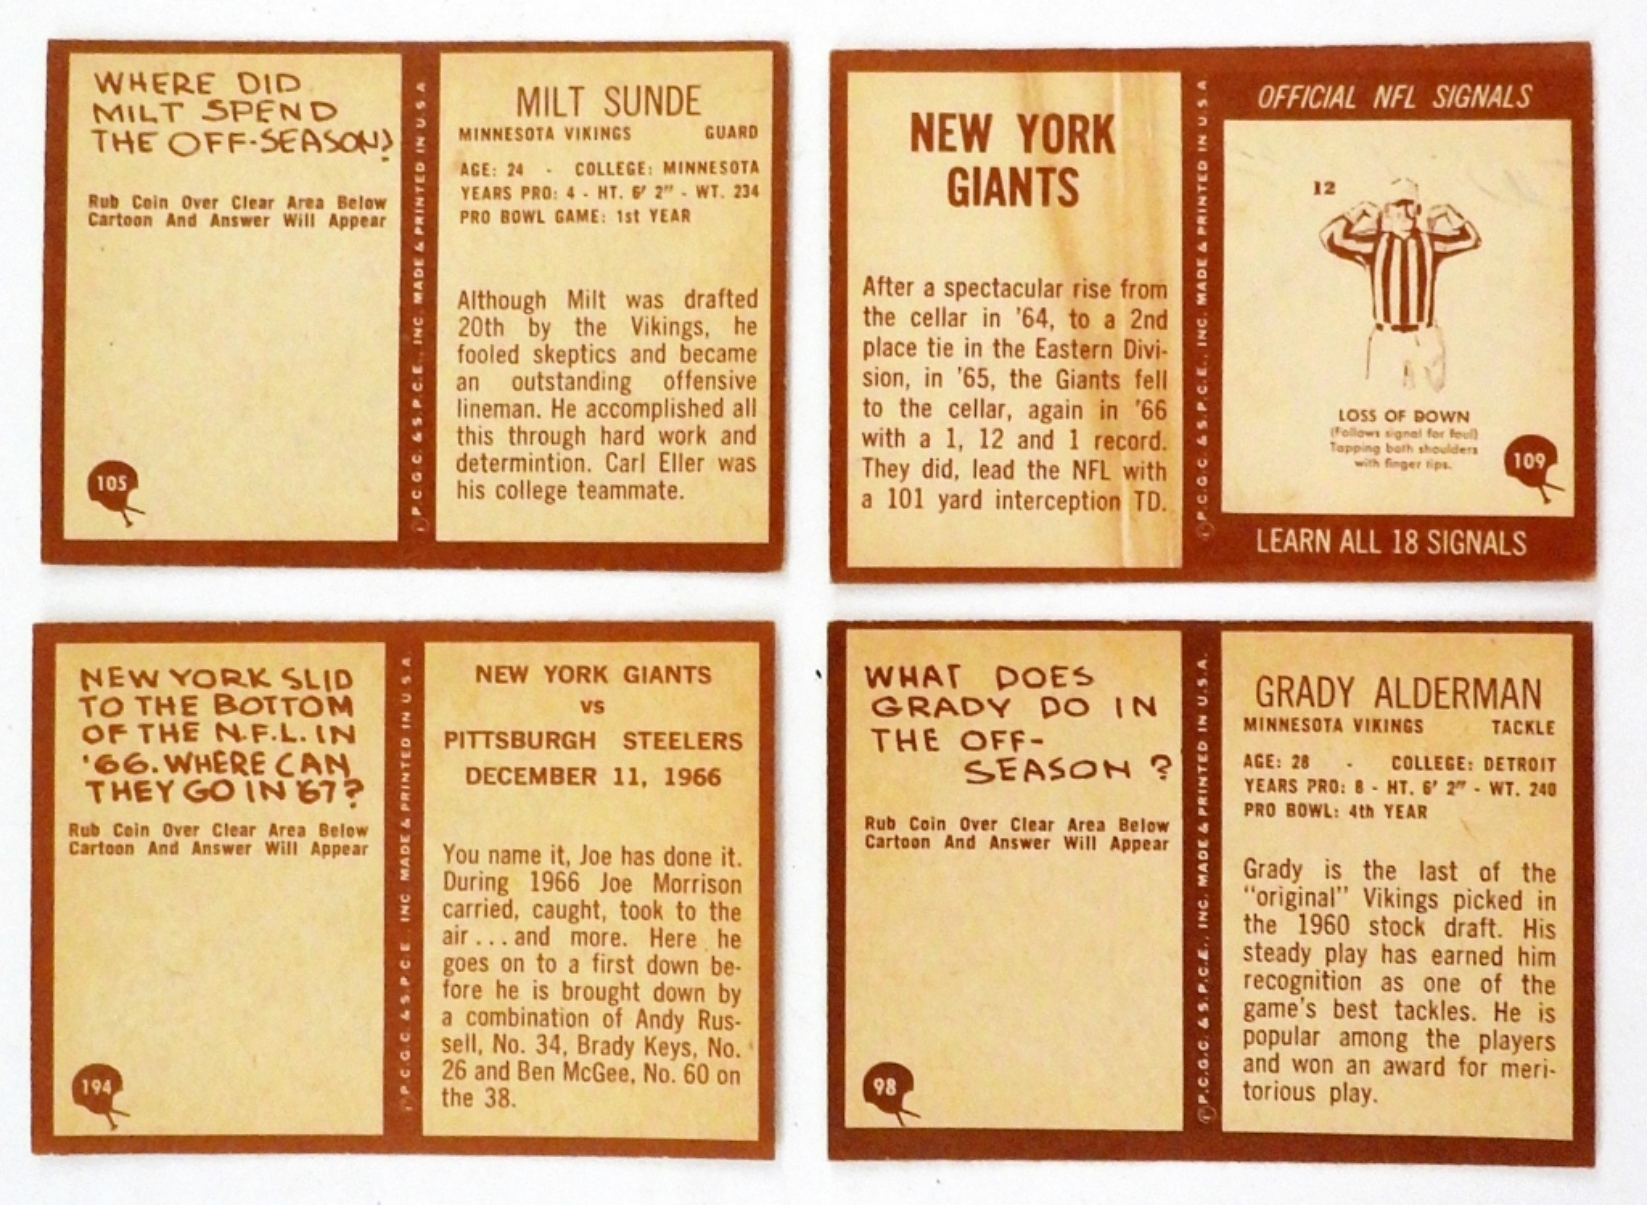 WHERE DID
MILT SPEND
THE OFF-SEASON?
Rub Coin Over Clear Area Below
Cartoon And Answer Will Appear
105
©P.C.G.C. & S.P.C.E., INC. MADE & PRINTED IN U.S.A.
MILT SUNDE
MINNESOTA VIKINGS GUARD
AGE: 24 - COLLEGE: MINNESOTA
YEARS PRO: 4 - HT. 6' 2" - WT. 234
PRO BOWL GAME: 1st YEAR
Although Milt was drafted
20th by the Vikings, he
fooled skeptics and became
an outstanding offensive
lineman. He accomplished all
this through hard work and
determintion. Carl Eller was
his college teammate.
NEW YORK
GIANTS
After a spectacular rise from
the cellar in '64, to a 2nd
place tie in the Eastern Divi-
sion, in '65, the Giants fell
to the cellar, again in '66
with a 1, 12 and 1 record.
They did, lead the NFL with
a 101 yard interception TD.
©P.C.G.C. & S.P.C.E., INC. MADE & PRINTED IN U.S.A.
OFFICIAL NFL SIGNALS
12
LOSS OF DOWN
(Follows signal for foul)
Tapping both shoulders
with finger tips.
109
LEARN ALL 18 SIGNALS
NEW YORK SLID
TO THE BOTTOM
OF THE N.F.L. IN
'66. WHERE CAN
THEY GO IN '67?
Rub Coin Over Clear Area Below
Cartoon And Answer Will Appear
194
©P.C.G.C. & S.P.C.E., INC. MADE & PRINTED IN U.S.A.
NEW YORK GIANTS
VS
PITTSBURGH STEELERS
DECEMBER 11, 1966
You name it, Joe has done it.
During 1966 Joe Morrison
carried, caught, took to the
air... and more. Here he
goes on to a first down be-
fore he is brought down by
a combination of Andy Rus-
sell, No. 34, Brady Keys, No.
26 and Ben McGee, No. 60 on
the 38.
WHAT DOES
GRADY DO IN
THE OFF-
SEASON?
Rub Coin Over Clear Area Below
Cartoon And Answer Will Appear
98
©P.C.G.C. & S.P.C.E., INC. MADE & PRINTED IN U.S.A.
GRADY ALDERMAN
MINNESOTA VIKINGS TACKLE
AGE: 28 - COLLEGE: DETROIT
YEARS PRO: 8 - HT. 6' 2" - WT. 240
PRO BOWL: 4th YEAR
Grady is the last of the
"original" Vikings picked in
the 1960 stock draft. His
steady play has earned him
recognition as one of the
game's best tackles. He is
popular among the players
and won an award for meri-
torious play.